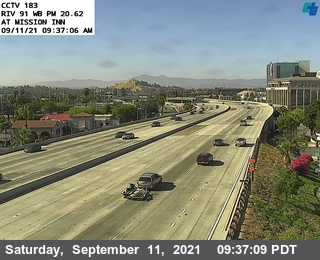 CCTV 183
RIV 91 WB PM 20.62
AT MISSION INN
09/11/21 09:37:06 AM
Saturday, September 11, 2021 09:37:09 PDT